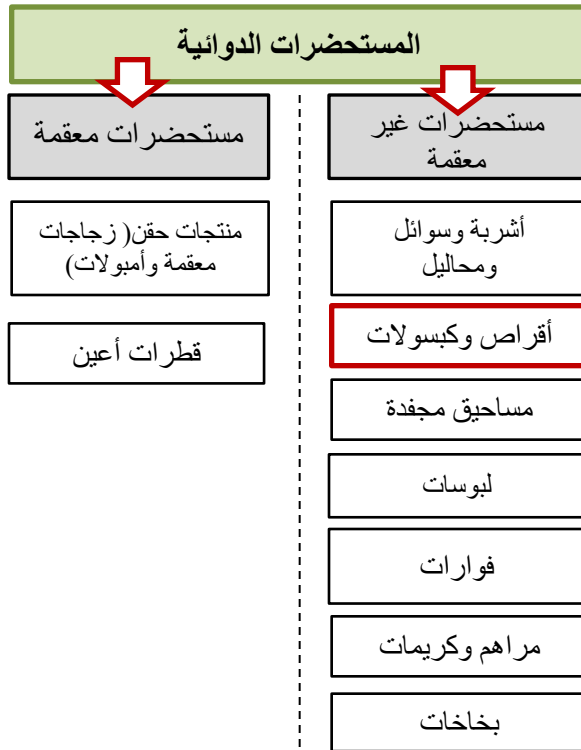 المستحضرات الدوائية
مستحضرات غير
معقمة
أشربة وسوائل
ومحاليل
أقراص وكبسولات
مساحيق مجفدة
لبوسات
فوارات
مراهم وكريمات
بخاخات
مستحضرات معقمة
منتجات حقن( زجاجات
معقمة وأمبولات)
قطرات أعين